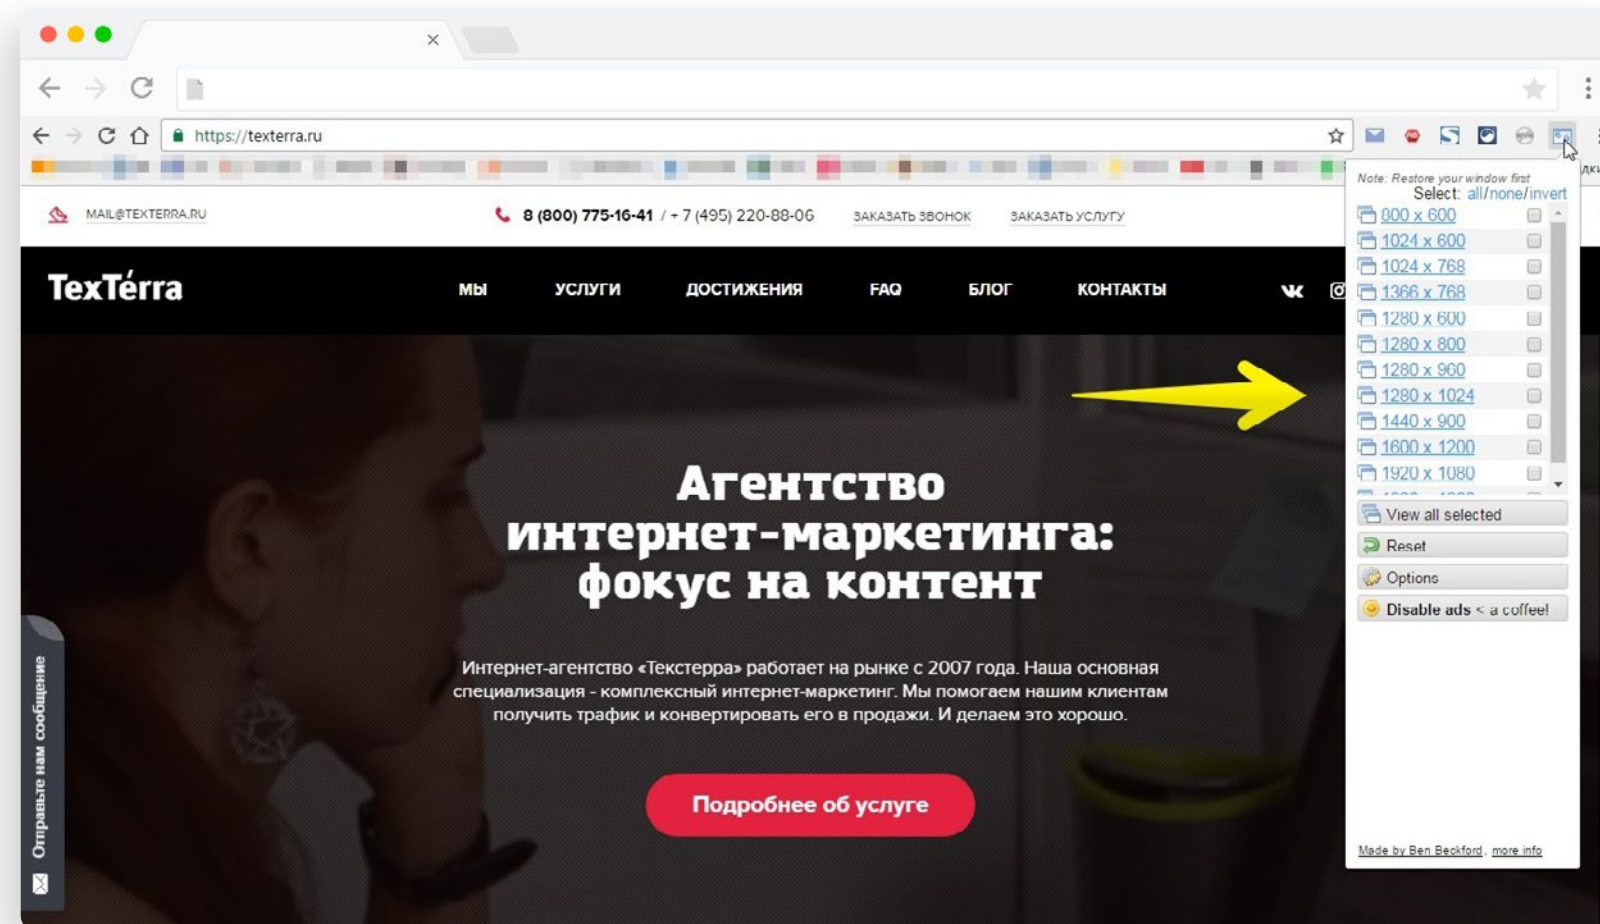 https://texterra.ru
MAIL@TEXTERRA.RU
8 (800) 775-16-41 / + 7 (495) 220-88-06
ЗАКАЗАТЬ ЗВОНОК
ЗАКАЗАТЬ УСЛУГУ
TexTérra
МЫ
УСЛУГИ
ДОСТИЖЕНИЯ
FAQ
БЛОГ
КОНТАКТЫ
Агентство
интернет-маркетинга:
фокус на контент
Интернет-агентство «Текстерра» работает на рынке с 2007 года. Наша основная
специализация - комплексный интернет-маркетинг. Мы помогаем нашим клиентам
получить трафик и конвертировать его в продажи. И делаем это хорошо.
Подробнее об услуге
Отправьте нам сообщение
Note: Restore your window first
Select: all/none/invert
800 x 600
1024 x 600
1024 x 768
1366 x 768
1280 x 600
1280 x 800
1280 x 960
1280 x 1024
1440 x 900
1600 x 1200
1920 x 1080
View all selected
Reset
Options
Disable ads < a coffee!
Made by Ben Beckford, more info